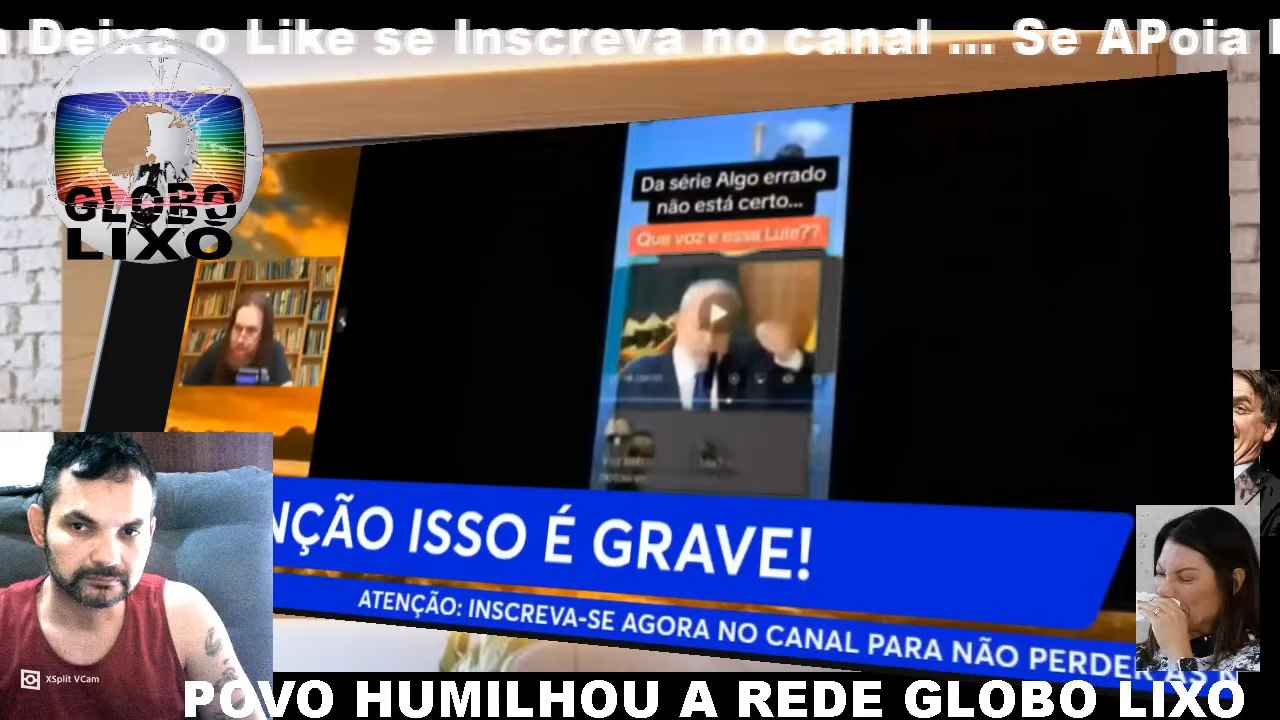 Deixa o Like se Inscreva no canal ... Se APoia
GLOBO
LIXO
Da série Algo errado
não está certo...
Que voz é essa Lule??
NÇÃO ISSO É GRAVE!
ATENÇÃO: INSCREVA-SE AGORA NO CANAL PARA NÃO PERDER AS N
XSplit VCam
POVO HUMILHOU A REDE GLOBO LIXO